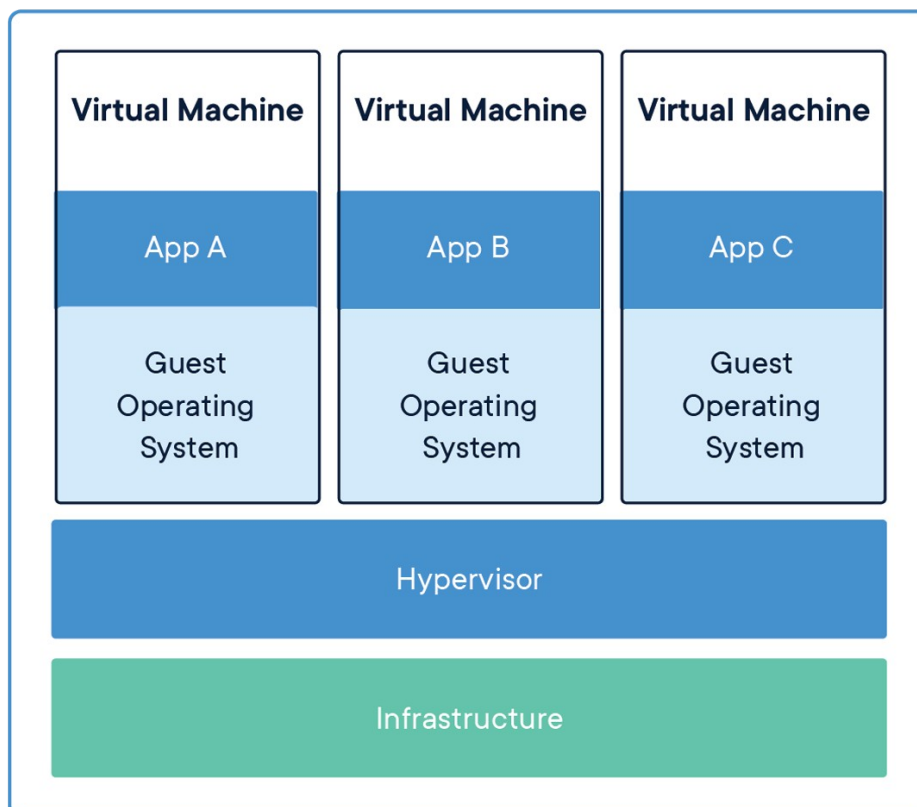 Virtual Machine
App A
Guest
Operating
System
Virtual Machine
App B
Guest
Operating
System
Virtual Machine
App C
Guest
Operating
System
Hypervisor
Infrastructure